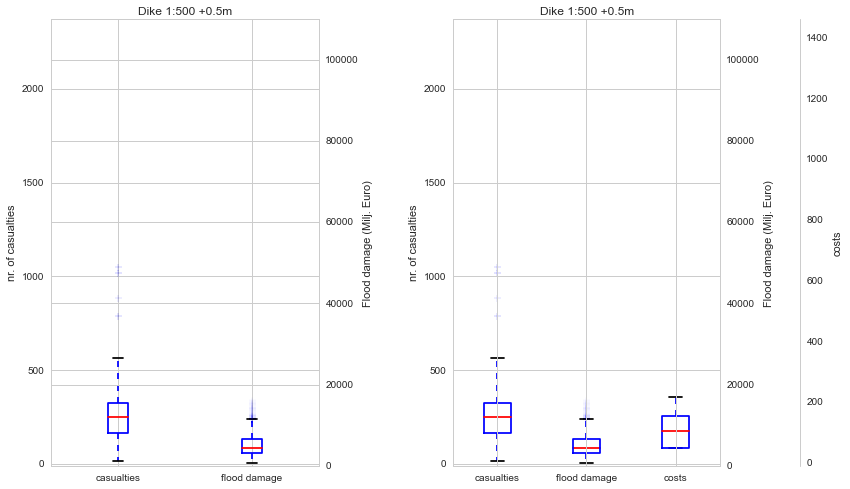 Dike 1:500 +0.5m
nr. of casualties
2000
1500
1000
500
0
100000
80000
60000
40000
20000
0
Flood damage (Milj. Euro)
casualties
flood damage
Dike 1:500 +0.5m
nr. of casualties
2000
1500
1000
500
0
100000
80000
60000
40000
20000
0
Flood damage (Milj. Euro)
1400
1200
1000
800
600
400
200
0
costs
casualties
flood damage
costs